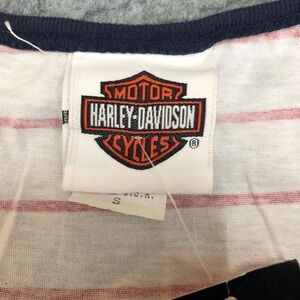 MOTOR
HARLEY-DAVIDSON
CYCLES
®
U.S.A.
S